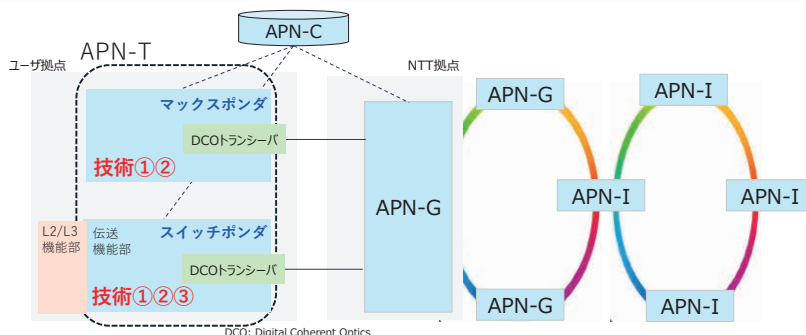 APN-C
APN-T
ユーザ拠点
NTT拠点
マックスポンダ
DCOトランシーバ
技術①②
APN-G
APN-G
APN-I
APN-I
APN-I
L2/L3
機能部
伝送
機能部
スイッチポンダ
DCOトランシーバ
技術①②③
APN-G
APN-I
DCO: Digital Coherent Optics